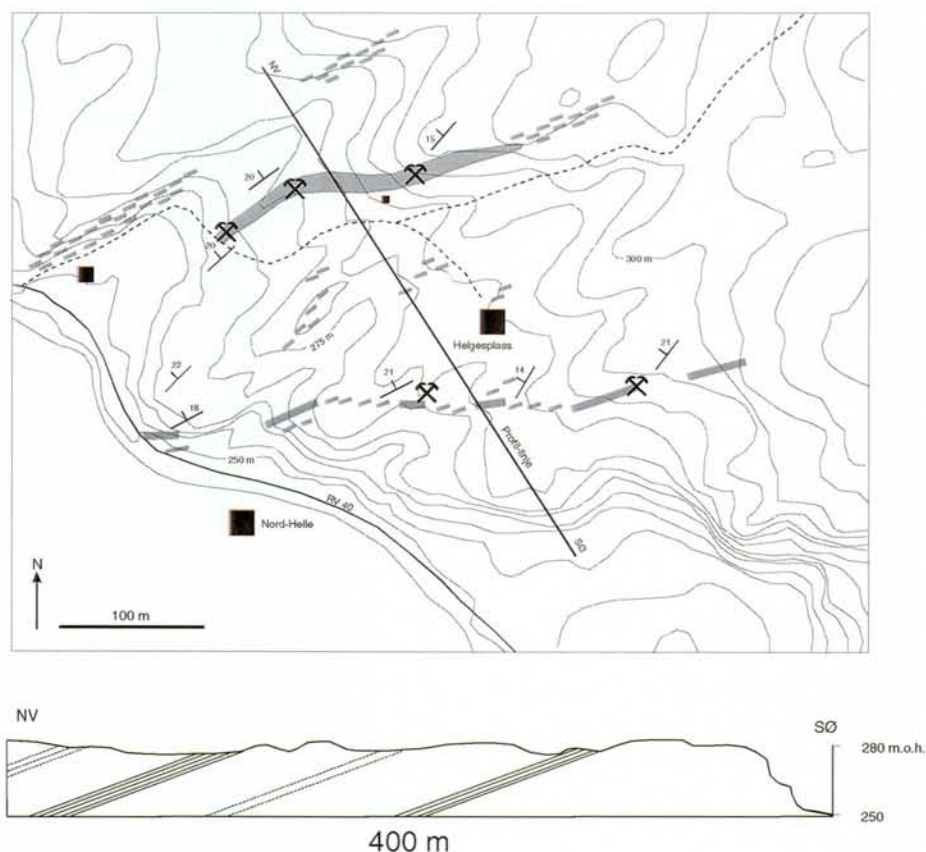 NV
15
20
20
300 m
Helgesplass
275 m
21
22
21
14
18
Profil-linje
250 m
RV 40
Nord-Heile
SØ
N
100 m
NV
SØ
280 m.o.h.
250
400 m